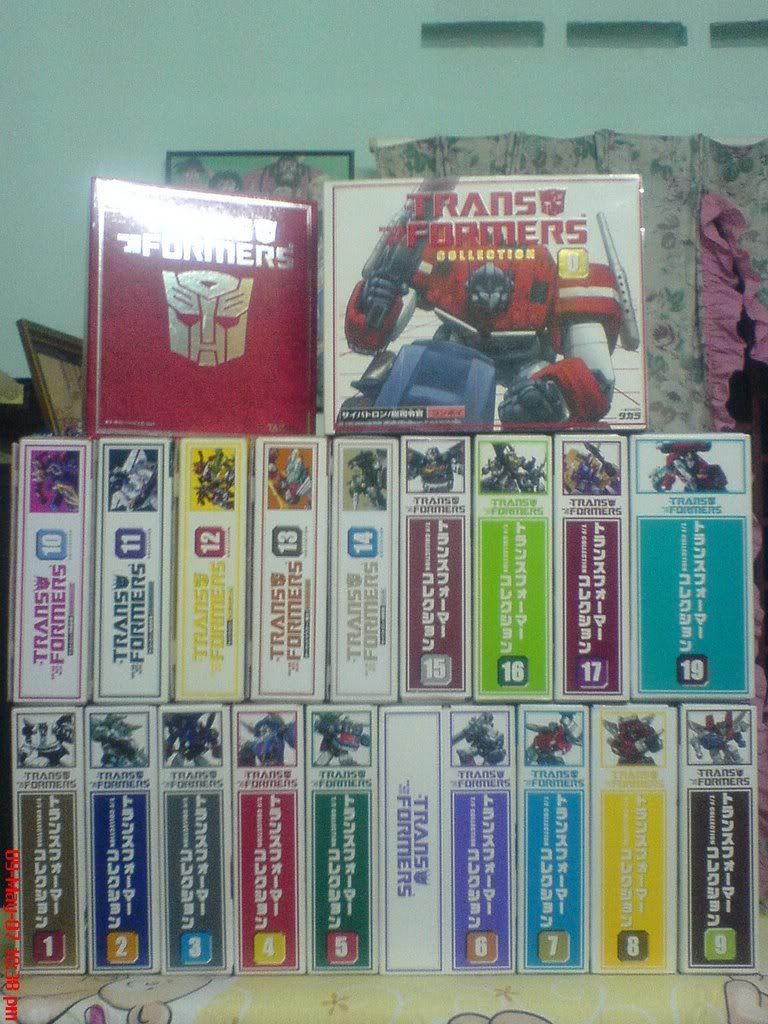 TRANS
FORMERS
TRANS
FORMERS
COLLECTION 0
サイバトロン/総司令官 コンボイ
タカラ
10 TRANSFORMERS
11 TRANSFORMERS
12 TRANSFORMERS
13 TRANSFORMERS
14 TRANSFORMERS
TRANS
FORMERS
トランスフォーマー
コレクション
15
TRANS
FORMERS
トランスフォーマー
コレクション
16
TRANS
FORMERS
トランスフォーマー
コレクション
17
TRANS
FORMERS
トランスフォーマー
コレクション
19
TRANS
FORMERS
トランスフォーマー
コレクション
1
TRANS
FORMERS
トランスフォーマー
コレクション
2
TRANS
FORMERS
トランスフォーマー
コレクション
3
TRANS
FORMERS
トランスフォーマー
コレクション
4
TRANS
FORMERS
トランスフォーマー
コレクション
5
TRANS
FORMERS
TRANS
FORMERS
トランスフォーマー
コレクション
6
TRANS
FORMERS
トランスフォーマー
コレクション
7
TRANS
FORMERS
トランスフォーマー
コレクション
8
TRANS
FORMERS
トランスフォーマー
コレクション
9